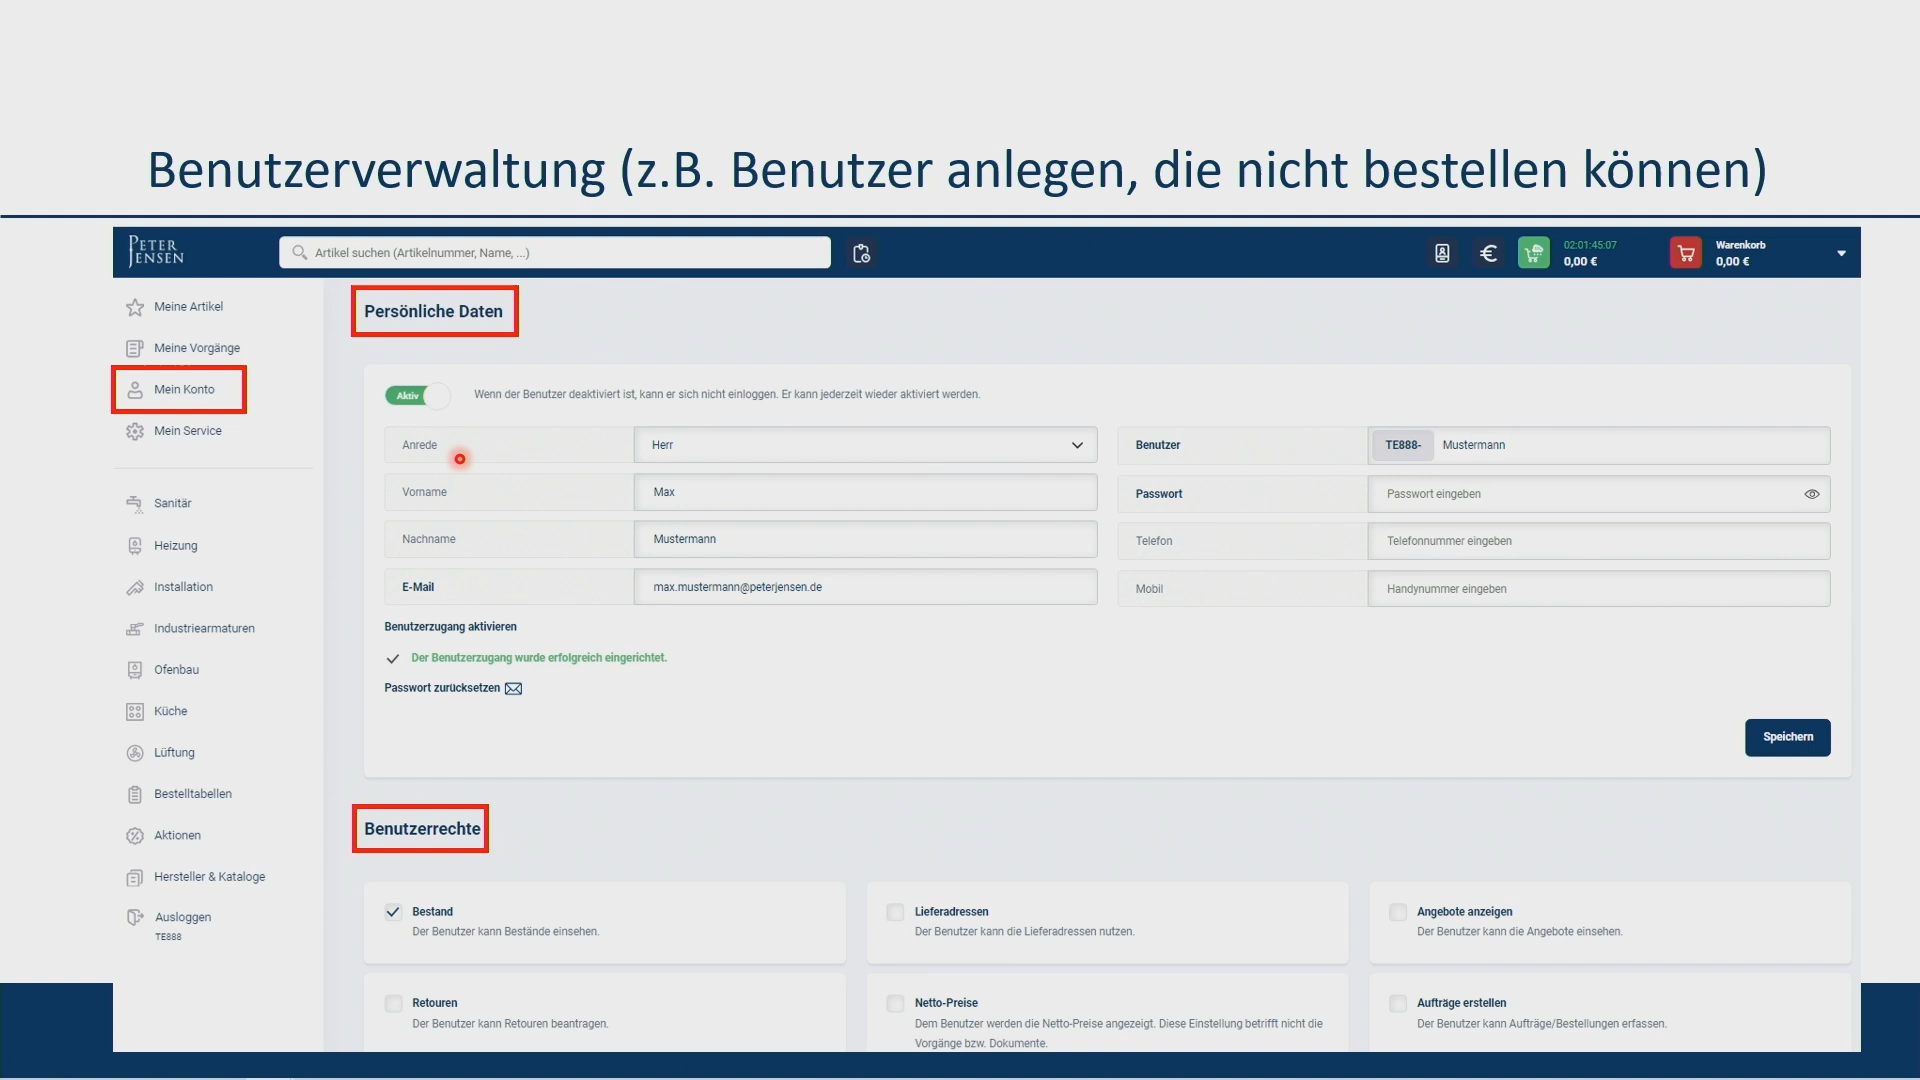 Benutzerverwaltung (z.B. Benutzer anlegen, die nicht bestellen können)
PETER
JENSEN
Artikel suchen (Artikelnummer, Name, ...)
02:01:45:07
0,00 €
Warenkorb
0,00 €
Meine Artikel
Meine Vorgänge
Mein Konto
Mein Service
Sanitär
Heizung
Installation
Industriearmaturen
Ofenbau
Küche
Lüftung
Bestelltabellen
Aktionen
Hersteller & Kataloge
Ausloggen
TE888
Persönliche Daten
Aktiv
Wenn der Benutzer deaktiviert ist, kann er sich nicht einloggen. Er kann jederzeit wieder aktiviert werden.
Anrede
Herr
Vorname
Max
Nachname
Mustermann
E-Mail
max.mustermann@peterjensen.de
Benutzer
TE888- Mustermann
Passwort
Passwort eingeben
Telefon
Telefonnummer eingeben
Mobil
Handynummer eingeben
Benutzerzugang aktivieren
Der Benutzerzugang wurde erfolgreich eingerichtet.
Passwort zurücksetzen
Speichern
Benutzerrechte
Bestand
Der Benutzer kann Bestände einsehen.
Lieferadressen
Der Benutzer kann die Lieferadressen nutzen.
Angebote anzeigen
Der Benutzer kann die Angebote einsehen.
Retouren
Der Benutzer kann Retouren beantragen.
Netto-Preise
Dem Benutzer werden die Netto-Preise angezeigt. Diese Einstellung betrifft nicht die
Vorgänge bzw. Dokumente.
Aufträge erstellen
Der Benutzer kann Aufträge/Bestellungen erfassen.